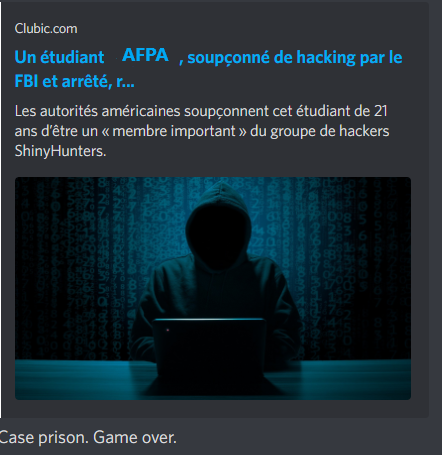 Clubic.com
Un étudiant AFPA , soupçonné de hacking par le
FBI et arrêté, r...
Les autorités américaines soupçonnent cet étudiant de 21
ans d'être un « membre important » du groupe de hackers
ShinyHunters.
Case prison. Game over.